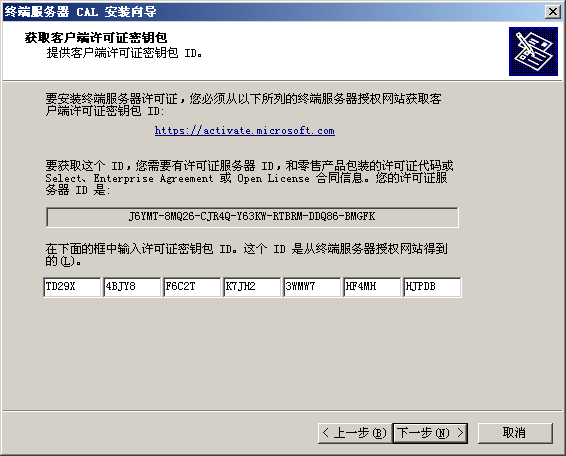 终端服务器 CAL 安装向导
获取客户端许可证密钥包
提供客户端许可证密钥包 ID。
要安装终端服务器许可证，您必须从以下所列的终端服务器授权网站获取客
户端许可证密钥包 ID:
https://activate.microsoft.com
要获取这个 ID，您需要有许可证服务器 ID，和零售产品包装的许可证代码或
Select、Enterprise Agreement 或 Open License 合同信息。您的许可证服
务器 ID 是:
J6YMT-8MQ26-CJR4Q-Y63KW-RTBRM-DDQ86-BMGFK
在下面的框中输入许可证密钥包 ID。这个 ID 是从终端服务器授权网站得到
的(L)。
TD29X 4BJY8 F6C2T K7JH2 3WMW7 HF4MH HJPDB
< 上一步(B) 下一步(N) > 取消